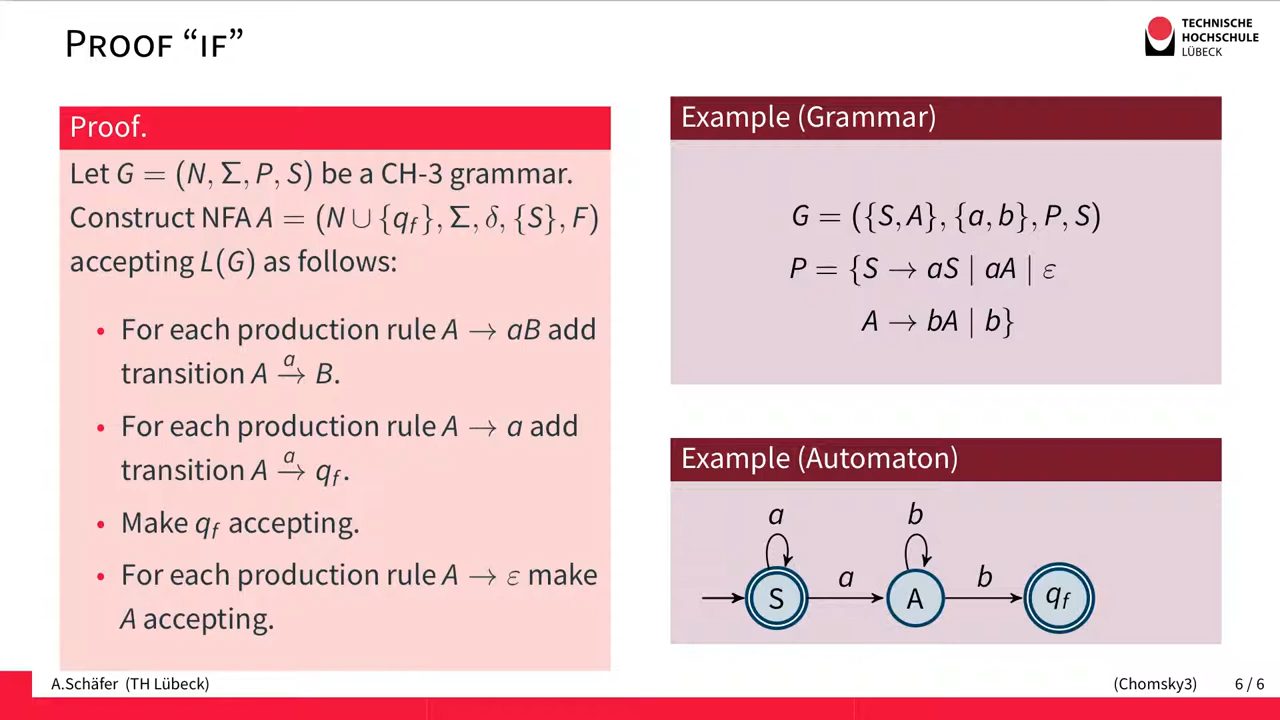 PROOF “IF”
TECHNISCHE
HOCHSCHULE
LÜBECK
Proof.
Let G = (N, Σ, P, S) be a CH-3 grammar.
Construct NFA A = (N ∪ {q_f}, Σ, δ, {S}, F)
accepting L(G) as follows:
• For each production rule A → aB add
transition A →^a B.
• For each production rule A → a add
transition A →^a q_f.
• Make q_f accepting.
• For each production rule A → ε make
A accepting.
Example (Grammar)
G = ({S, A}, {a, b}, P, S)
P = {S → aS | aA | ε
A → bA | b}
Example (Automaton)
a b
a b
S A q_f
A.Schäfer (TH Lübeck) (Chomsky3) 6 / 6